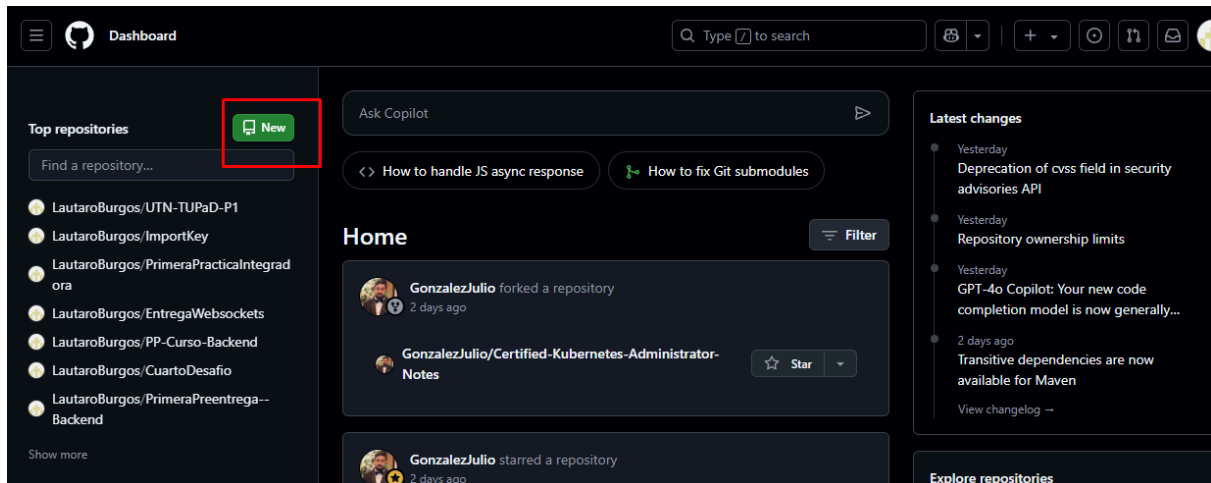 Dashboard
Type / to search
Top repositories
New
Find a repository...
LautaroBurgos/UTN-TUPaD-P1
LautaroBurgos/ImportKey
LautaroBurgos/PrimeraPracticaIntegrad
ora
LautaroBurgos/EntregaWebsockets
LautaroBurgos/PP-Curso-Backend
LautaroBurgos/CuartoDesafio
LautaroBurgos/PrimeraPreentrega--
Backend
Show more
Ask Copilot
How to handle JS async response
How to fix Git submodules
Home
Filter
GonzalezJulio forked a repository
2 days ago
GonzalezJulio/Certified-Kubernetes-Administrator-
Notes
Star
GonzalezJulio starred a repository
2 days ago
Latest changes
Yesterday
Deprecation of cvss field in security
advisories API
Yesterday
Repository ownership limits
Yesterday
GPT-4o Copilot: Your new code
completion model is now generally...
2 days ago
Transitive dependencies are now
available for Maven
View changelog →
Explore repositories